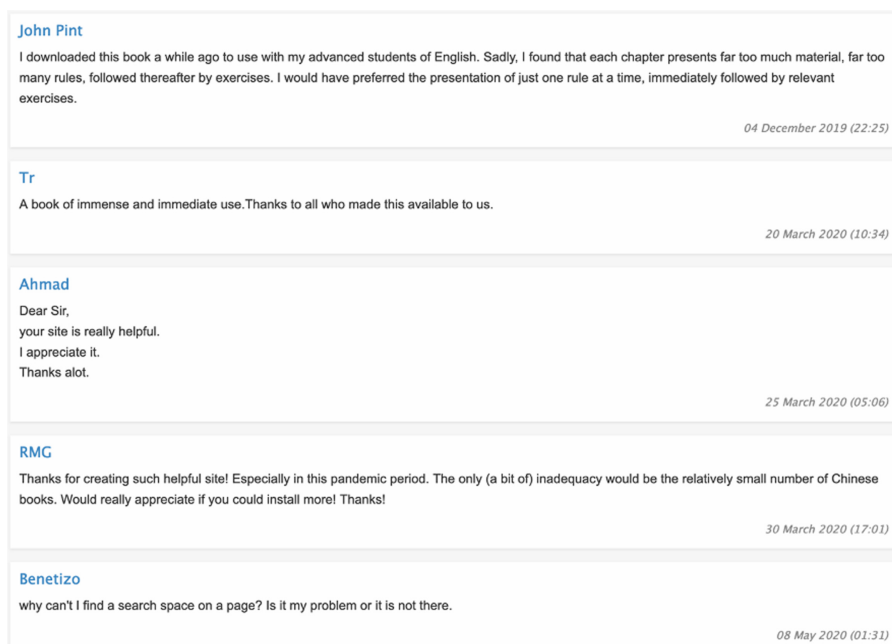 John Pint
I downloaded this book a while ago to use with my advanced students of English. Sadly, I found that each chapter presents far too much material, far too
many rules, followed thereafter by exercises. I would have preferred the presentation of just one rule at a time, immediately followed by relevant
exercises.
04 December 2019 (22:25)
Tr
A book of immense and immediate use.Thanks to all who made this available to us.
20 March 2020 (10:34)
Ahmad
Dear Sir,
your site is really helpful.
I appreciate it.
Thanks alot.
25 March 2020 (05:06)
RMG
Thanks for creating such helpful site! Especially in this pandemic period. The only (a bit of) inadequacy would be the relatively small number of Chinese
books. Would really appreciate if you could install more! Thanks!
30 March 2020 (17:01)
Benetizo
why can't I find a search space on a page? Is it my problem or it is not there.
08 May 2020 (01:31)